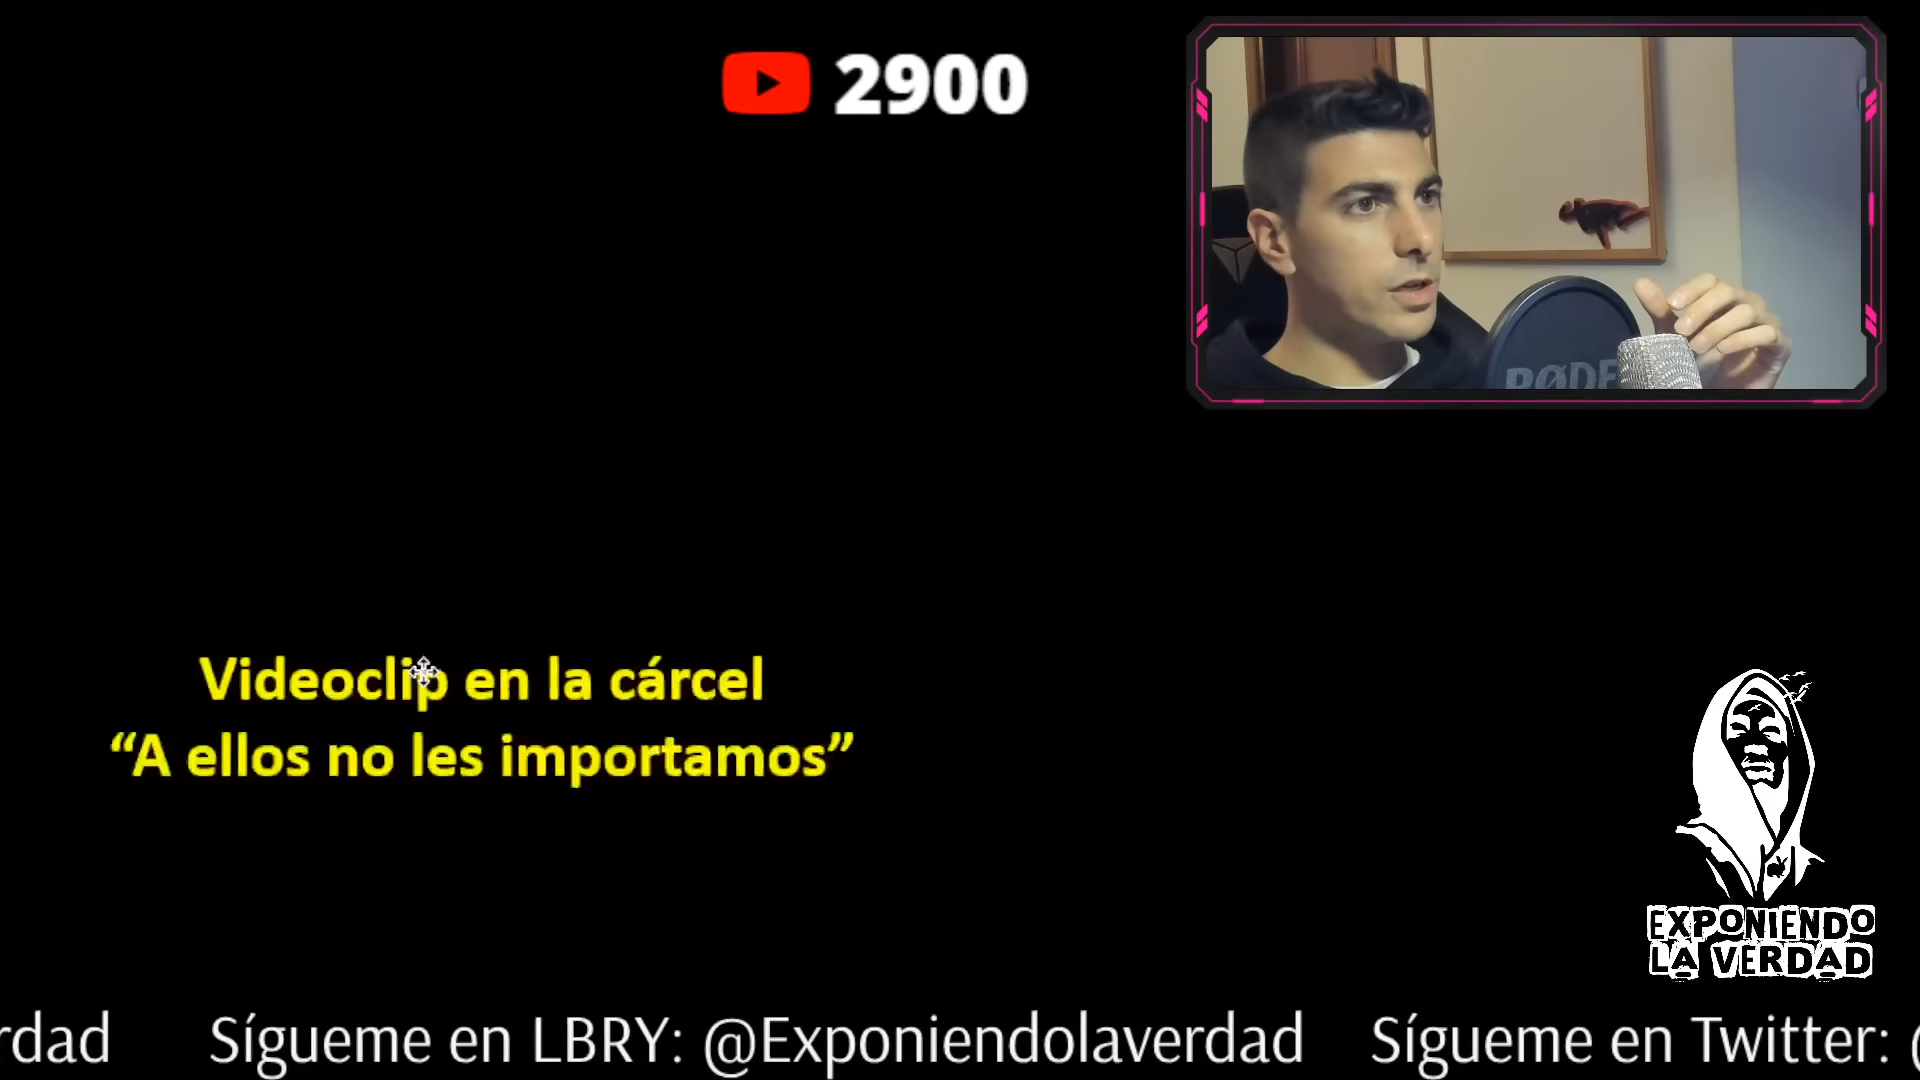 2900
RØDE
Videoclip en la cárcel
“A ellos no les importamos”
EXPONIENDO
LA VERDAD
rdad Sígueme en LBRY: @Exponiendolaverdad Sígueme en Twitter: @